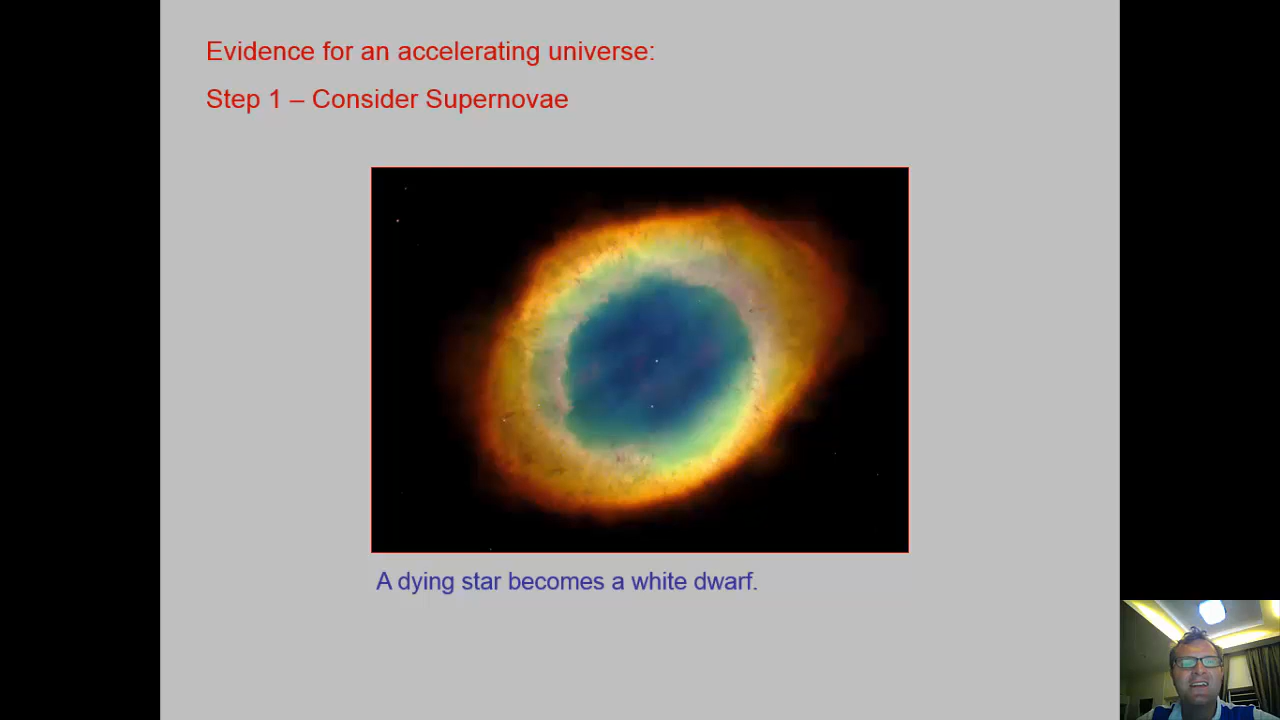 Evidence for an accelerating universe:
Step 1 – Consider Supernovae
A dying star becomes a white dwarf.